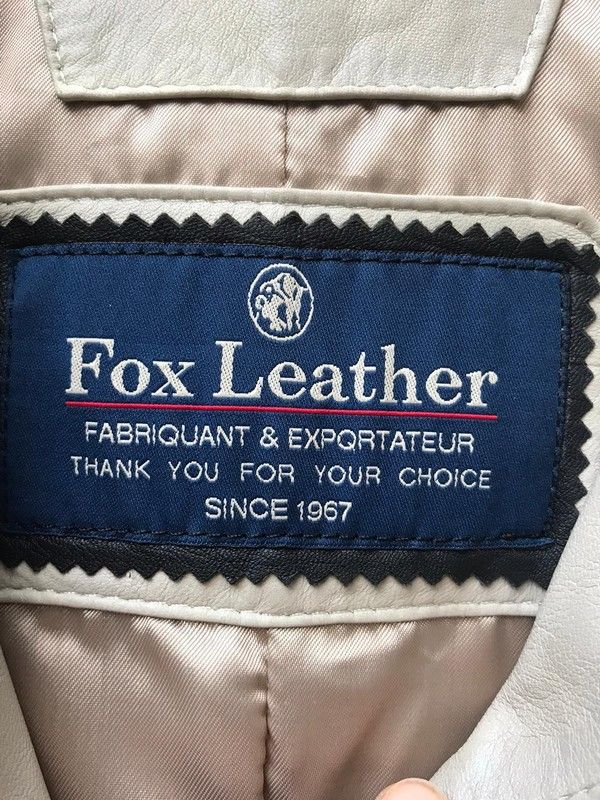 Fox Leather
FABRIQUANT & EXPQRTATEUR
THANK YOU FOR YOUR CHOICE
SINCE 1967